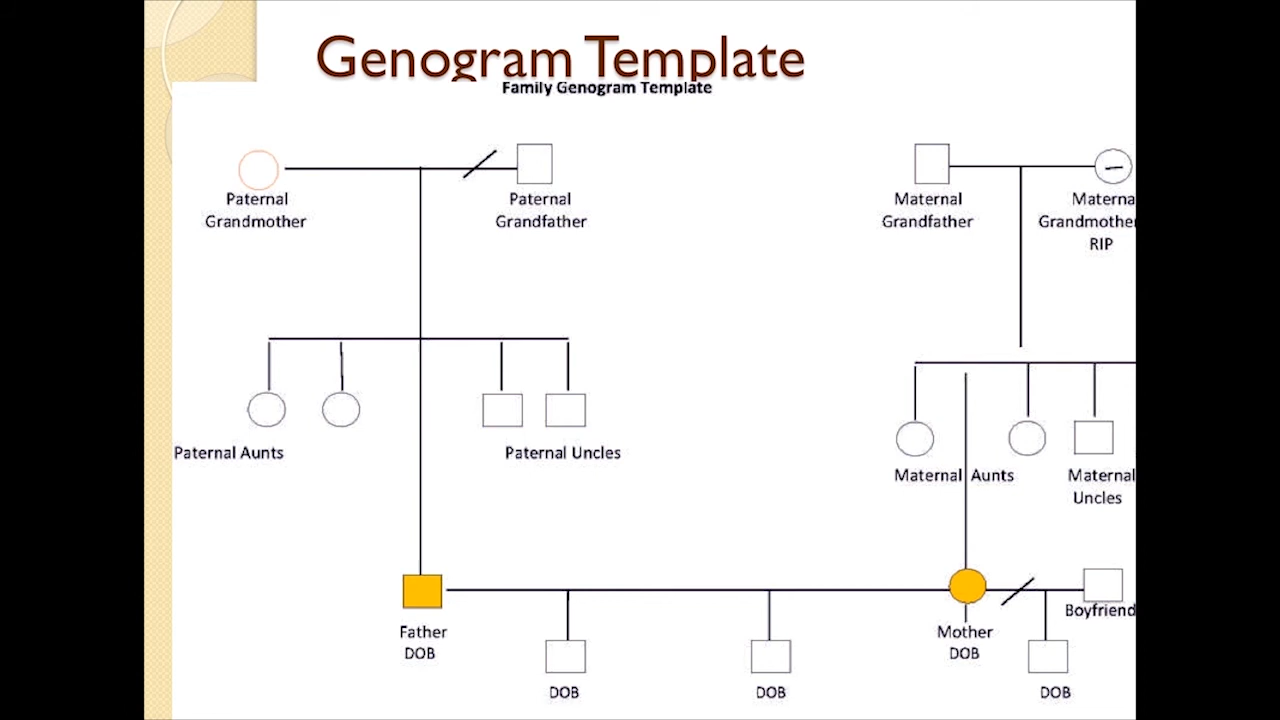 Genogram Template
Family Genogram Template
Paternal
Grandmother
Paternal
Grandfather
Maternal
Grandfather
Materna
Grandmother
RIP
Paternal Aunts
Paternal Uncles
Maternal Aunts
Maternal
Uncles
Father
DOB
Mother
DOB
Boyfriend
DOB
DOB
DOB